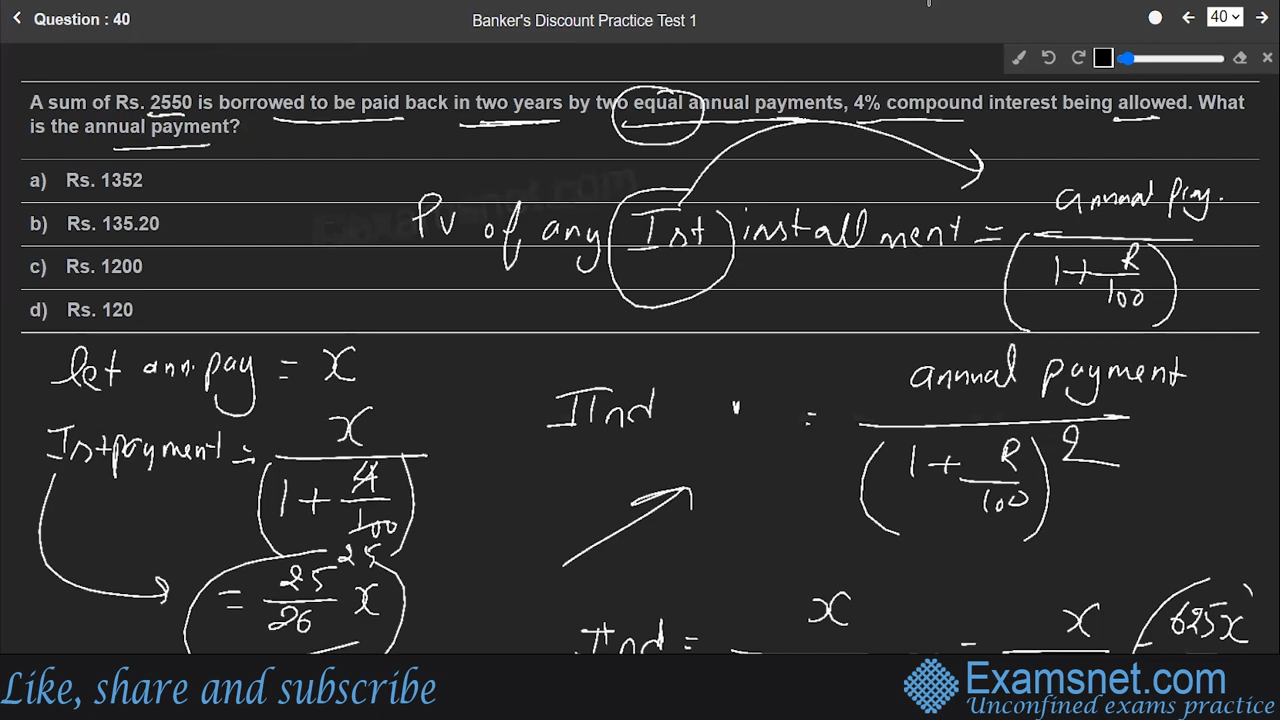 Question : 40
Banker's Discount Practice Test 1
40
A sum of Rs. 2550 is borrowed to be paid back in two years by two equal annual payments, 4% compound interest being allowed. What
is the annual payment?
a) Rs. 1352
b) Rs. 135.20
c) Rs. 1200
d) Rs. 120
PV of any Ist installment = annual pay. / (1 + R/100)
let ann. pay = x
Ist payment = x / (1 + 4/100) 25
= 25/26 x
IInd " = annual payment / (1 + R/100)^2
IInd = x = x 625x
Like, share and subscribe
Examsnet.com
Unconfined exams practice